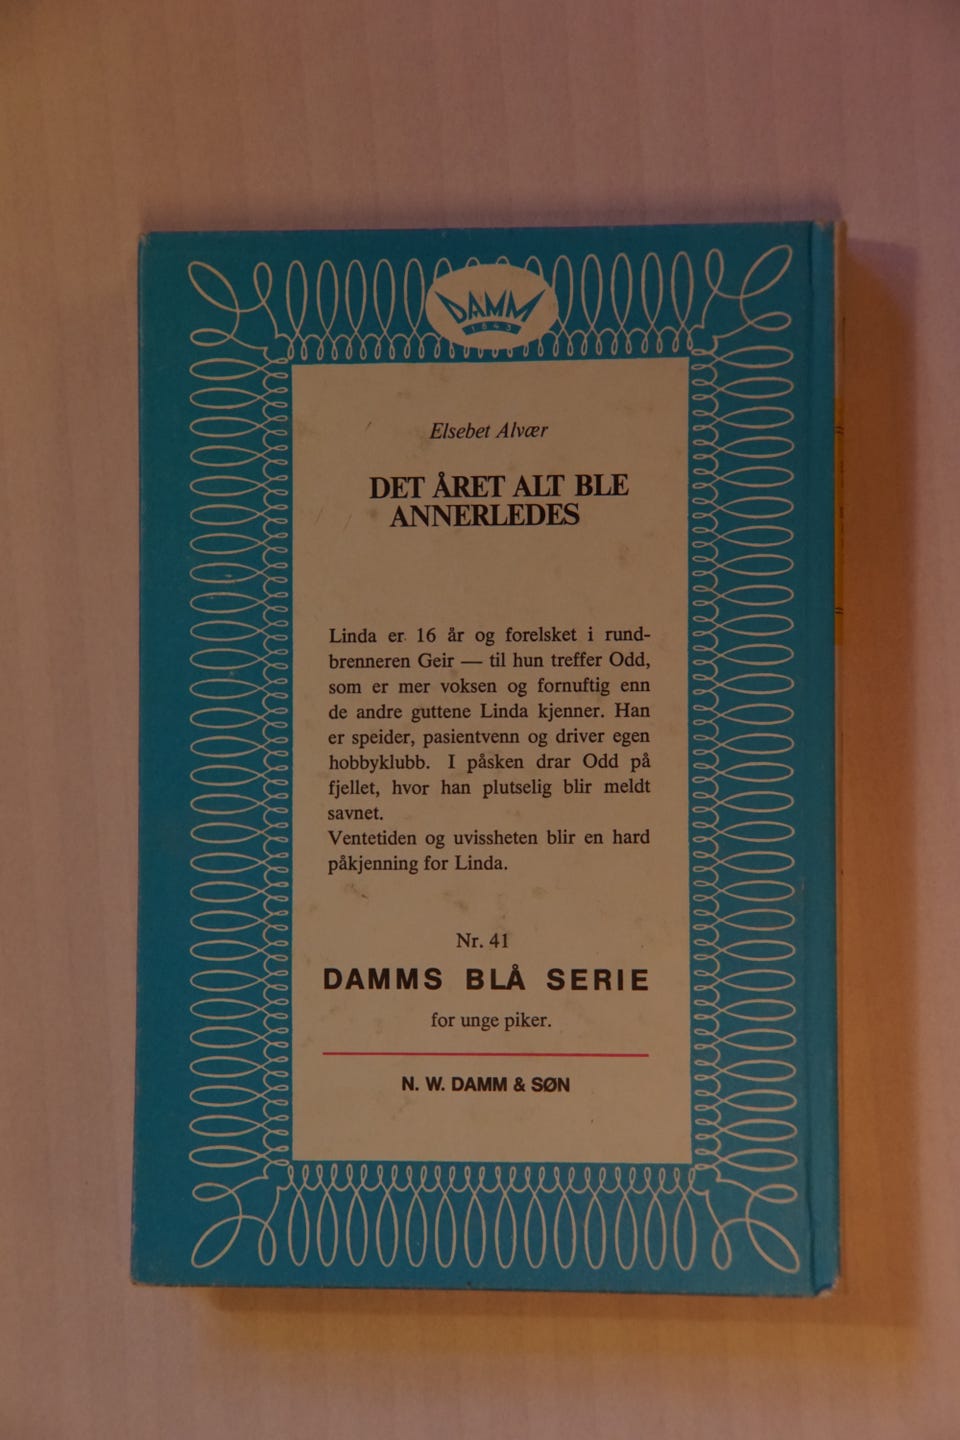 DAMM
1843
Elsebet Alvær
DET ÅRET ALT BLE
ANNERLEDES
Linda er 16 år og forelsket i rund-
brenneren Geir — til hun treffer Odd,
som er mer voksen og fornuftig enn
de andre guttene Linda kjenner. Han
er speider, pasientvenn og driver egen
hobbyklubb. I påsken drar Odd på
fjellet, hvor han plutselig blir meldt
savnet.
Ventetiden og uvissheten blir en hard
påkjenning for Linda.
Nr. 41
DAMMS BLÅ SERIE
for unge piker.
N. W. DAMM & SØN